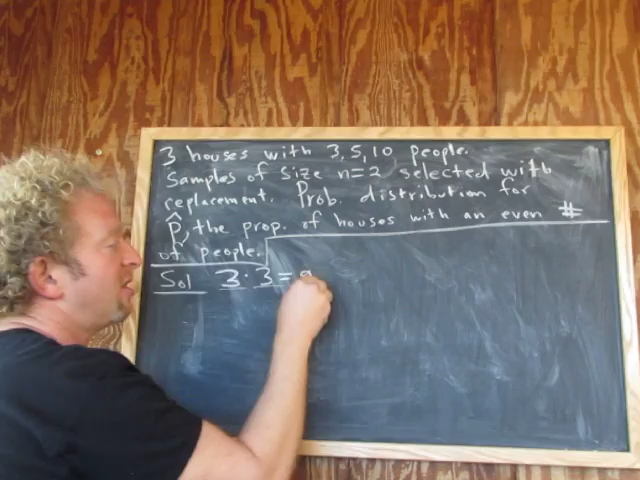 3 houses with 3, 5, 10 people.
Samples of size n=2 selected with
replacement. Prob. distribution for
p̂, the prop. of houses with an even #
of people.
Sol 3 · 3 = 9